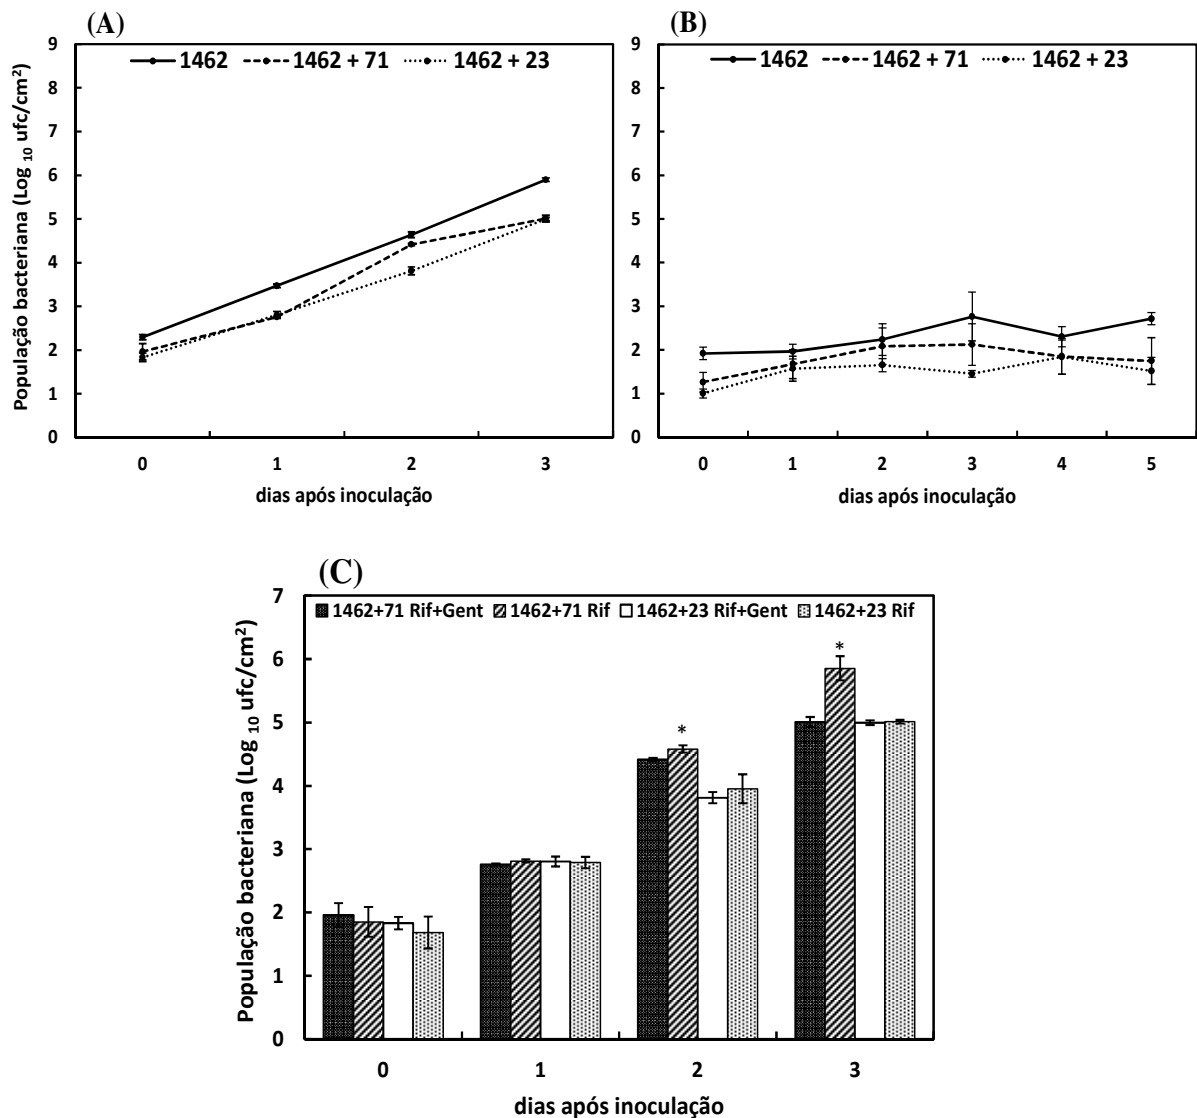 (A)
1462 1462 + 71 1462 + 23
População bacteriana (Log 10 ufc/cm²)
9
8
7
6
5
4
3
2
1
0
0 1 2 3
dias após inoculação
(B)
1462 1462 + 71 1462 + 23
9
8
7
6
5
4
3
2
1
0
0 1 2 3 4 5
dias após inoculação
(C)
1462+71 Rif+Gent 1462+71 Rif 1462+23 Rif+Gent 1462+23 Rif
População bacteriana (Log 10 ufc/cm²)
7
6
5
4
3
2
1
0
*
*
0 1 2 3
dias após inoculação